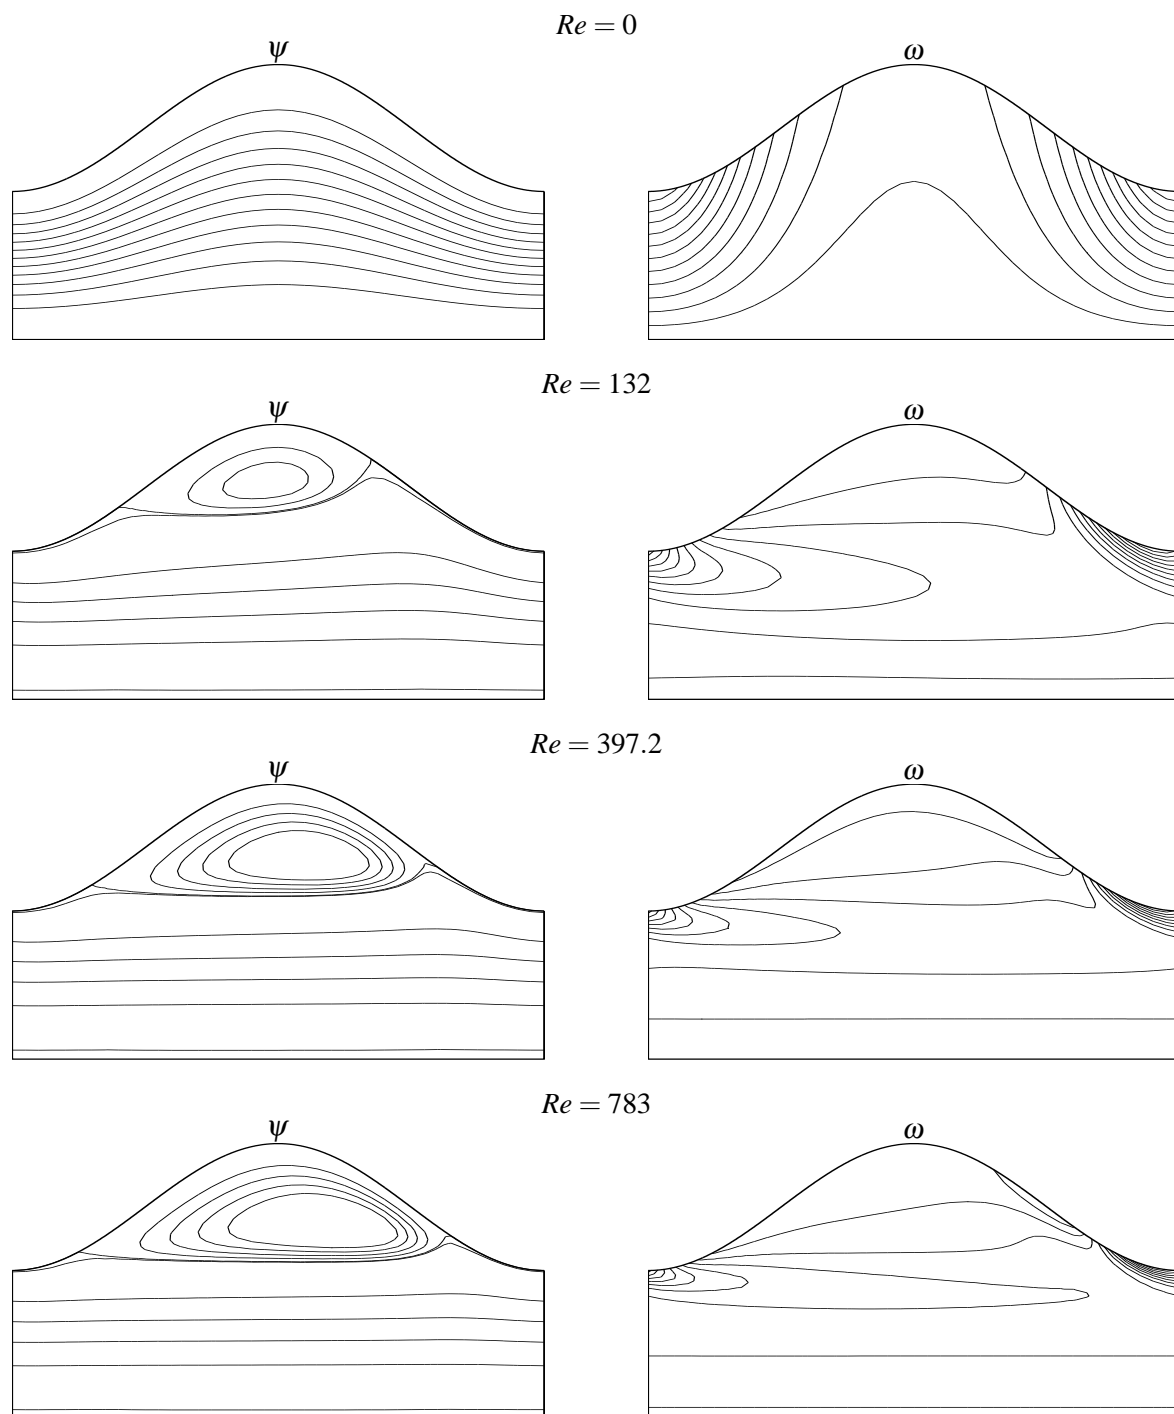 Re = 0
ψ ω
Re = 132
ψ ω
Re = 397.2
ψ ω
Re = 783
ψ ω